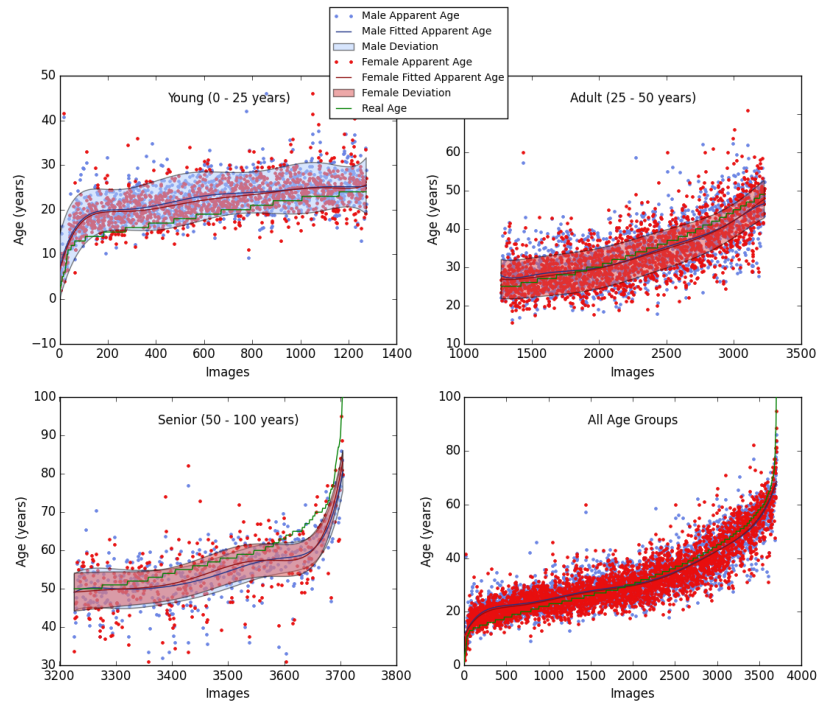 Male Apparent Age
Male Fitted Apparent Age
Male Deviation
Female Apparent Age
Female Fitted Apparent Age
Female Deviation
Real Age
Young (0 - 25 years)
50
40
30
20
10
0
−10
Age (years)
0 200 400 600 800 1000 1200 1400
Images
Adult (25 - 50 years)
70
60
50
40
30
20
10
Age (years)
1000 1500 2000 2500 3000 3500
Images
Senior (50 - 100 years)
100
90
80
70
60
50
40
30
Age (years)
3200 3300 3400 3500 3600 3700 3800
Images
All Age Groups
100
80
60
40
20
0
Age (years)
0 500 1000 1500 2000 2500 3000 3500 4000
Images